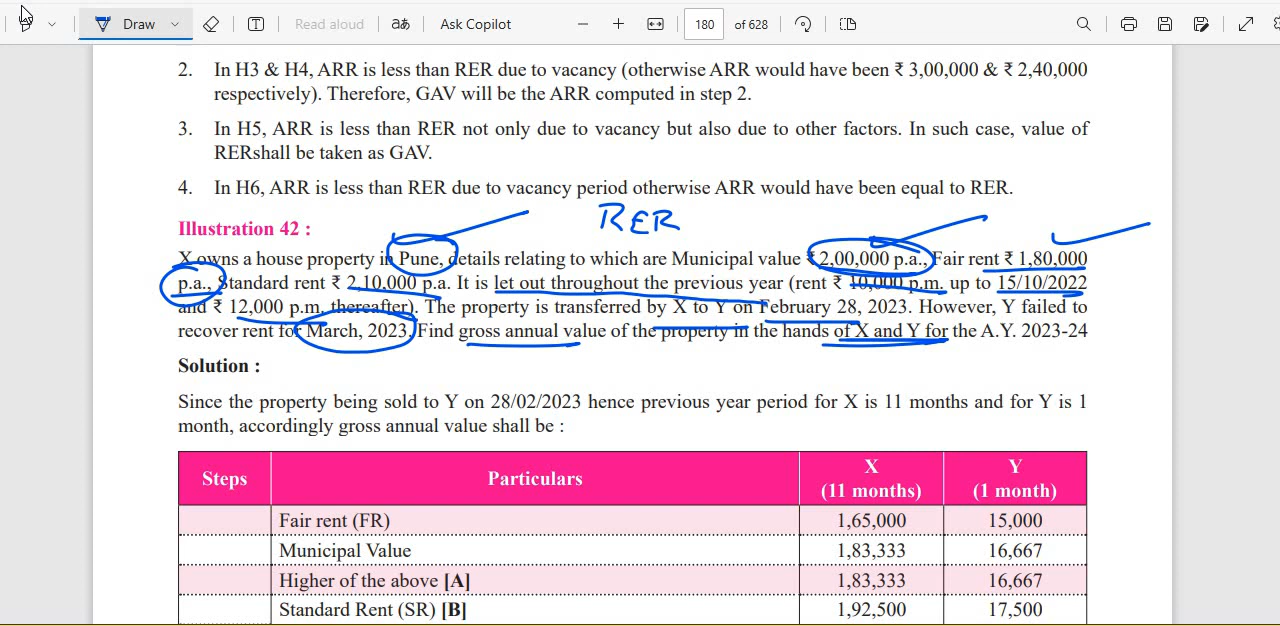 Draw
Read aloud
aあ
Ask Copilot
180 of 628
2. In H3 & H4, ARR is less than RER due to vacancy (otherwise ARR would have been ₹ 3,00,000 & ₹ 2,40,000
respectively). Therefore, GAV will be the ARR computed in step 2.
3. In H5, ARR is less than RER not only due to vacancy but also due to other factors. In such case, value of
RERshall be taken as GAV.
4. In H6, ARR is less than RER due to vacancy period otherwise ARR would have been equal to RER.
RER
Illustration 42 :
X owns a house property in Pune, details relating to which are Municipal value ₹ 2,00,000 p.a., Fair rent ₹ 1,80,000
p.a., Standard rent ₹ 2,10,000 p.a. It is let out throughout the previous year (rent ₹ 10,000 p.m. up to 15/10/2022
and ₹ 12,000 p.m. thereafter). The property is transferred by X to Y on February 28, 2023. However, Y failed to
recover rent for March, 2023. Find gross annual value of the property in the hands of X and Y for the A.Y. 2023-24
Solution :
Since the property being sold to Y on 28/02/2023 hence previous year period for X is 11 months and for Y is 1
month, accordingly gross annual value shall be :
Steps Particulars X (11 months) Y (1 month)
Fair rent (FR) 1,65,000 15,000
Municipal Value 1,83,333 16,667
Higher of the above [A] 1,83,333 16,667
Standard Rent (SR) [B] 1,92,500 17,500